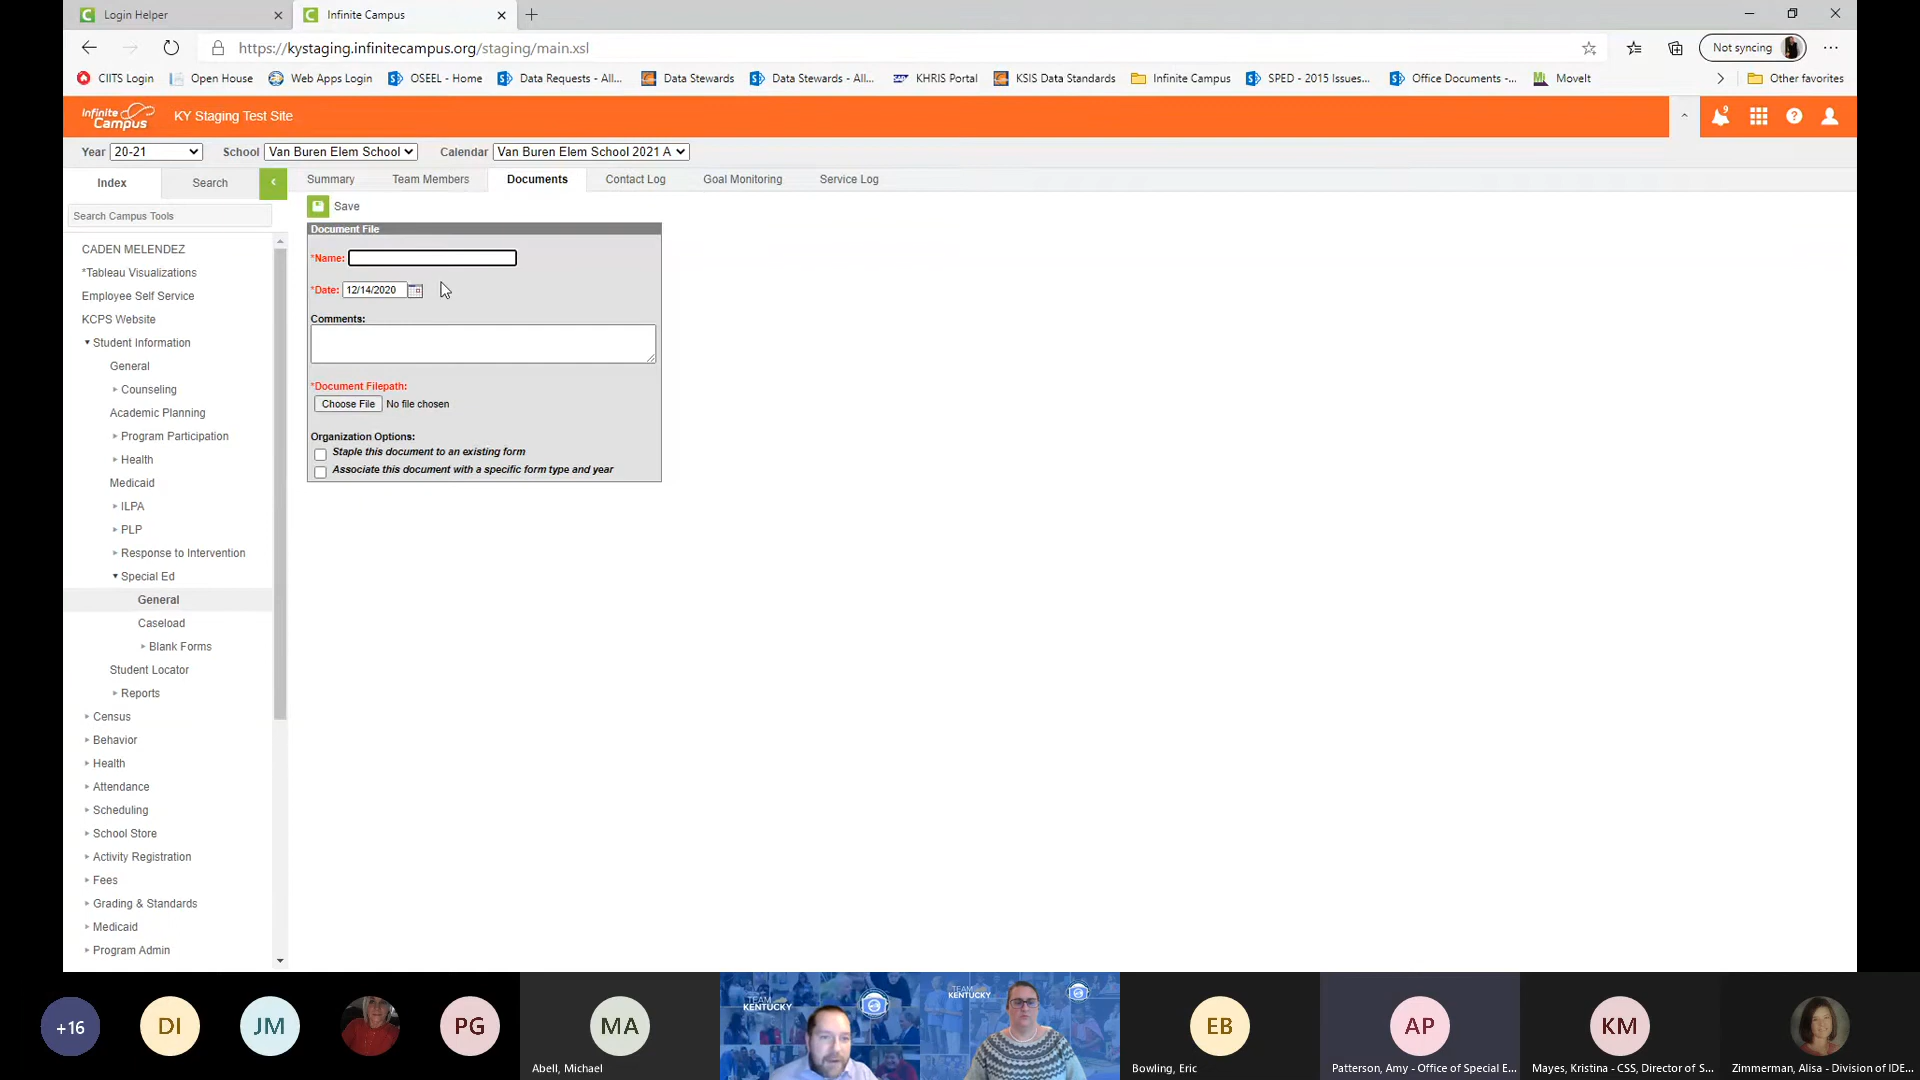 Login Helper
Infinite Campus
https://kystaging.infinitecampus.org/staging/main.xsl
Not syncing
CIITS Login
Open House
Web Apps Login
OSEEL - Home
Data Requests - All...
Data Stewards
Data Stewards - All...
KHRIS Portal
KSIS Data Standards
Infinite Campus
SPED - 2015 Issues...
Office Documents -...
MoveIt
Other favorites
Infinite Campus
KY Staging Test Site
9
Year 20-21 School Van Buren Elem School Calendar Van Buren Elem School 2021 A
Index
Search
Summary
Team Members
Documents
Contact Log
Goal Monitoring
Service Log
Search Campus Tools
CADEN MELENDEZ
*Tableau Visualizations
Employee Self Service
KCPS Website
Student Information
General
Counseling
Academic Planning
Program Participation
Health
Medicaid
ILPA
PLP
Response to Intervention
Special Ed
General
Caseload
Blank Forms
Student Locator
Reports
Census
Behavior
Health
Attendance
Scheduling
School Store
Activity Registration
Fees
Grading & Standards
Medicaid
Program Admin
Save
Document File
*Name:
*Date: 12/14/2020
Comments:
*Document Filepath:
Choose File No file chosen
Organization Options:
Staple this document to an existing form
Associate this document with a specific form type and year
+16
DI
JM
PG
MA
Abell, Michael
TEAM KENTUCKY
TEAM KENTUCKY
EB
Bowling, Eric
AP
Patterson, Amy - Office of Special E...
KM
Mayes, Kristina - CSS, Director of S...
Zimmerman, Alisa - Division of IDE...